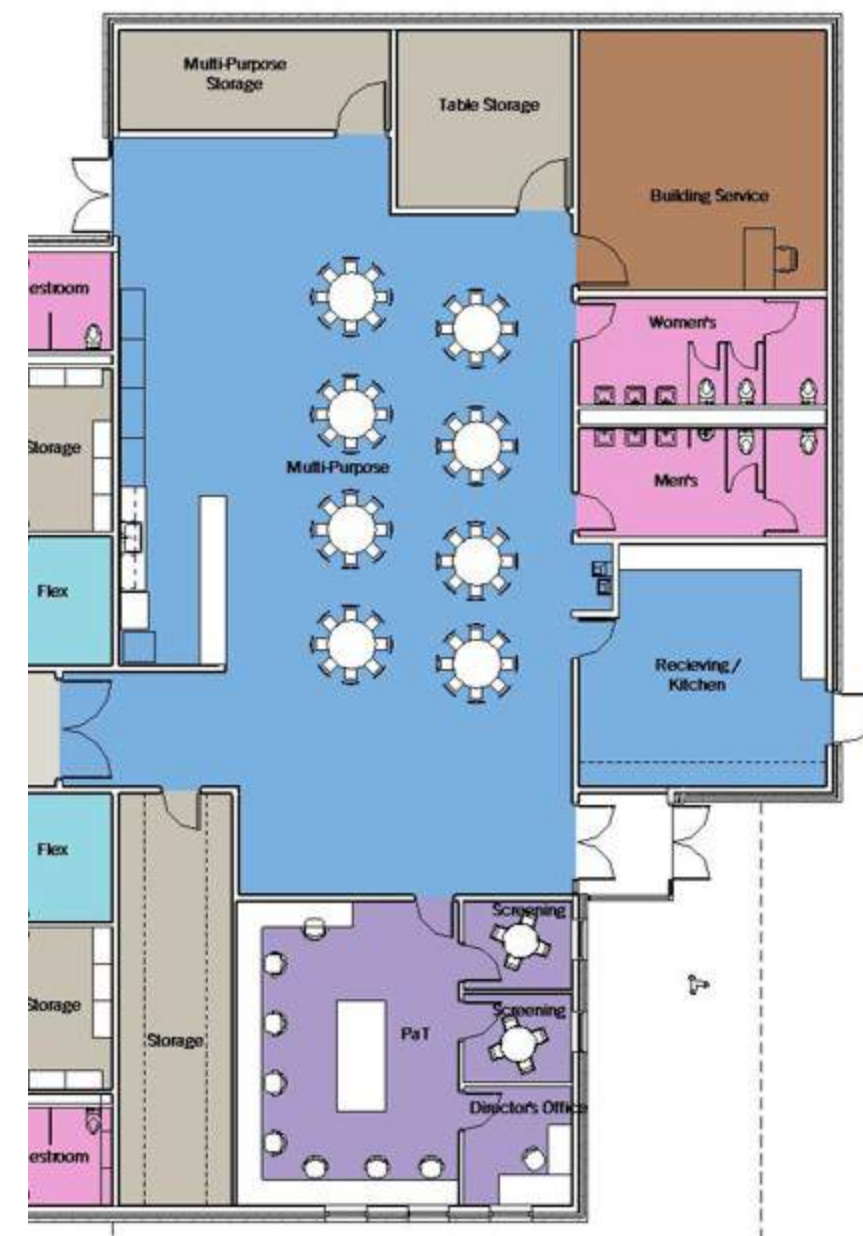 Multi-Purpose
Storage
Table Storage
Building Service
estroom
Women's
Storage
Multi-Purpose
Men's
Flex
Recieving /
Kitchen
Flex
Screening
Storage
Screening
Storage
PaT
Director's Office
estroom